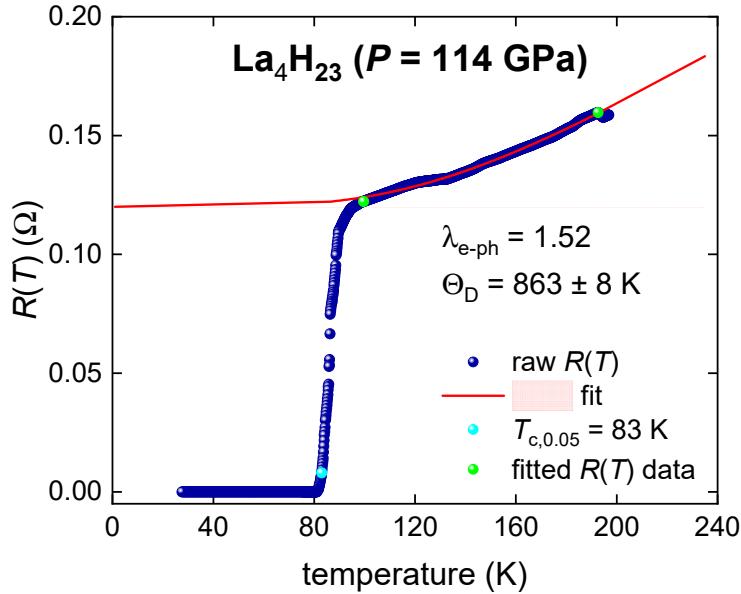 La₄H₂₃ (P = 114 GPa)
0.20
0.15
0.10
0.05
0.00
R(T) (Ω)
λe-ph = 1.52
ΘD = 863 ± 8 K
raw R(T)
fit
Tc,0.05 = 83 K
fitted R(T) data
0 40 80 120 160 200 240
temperature (K)